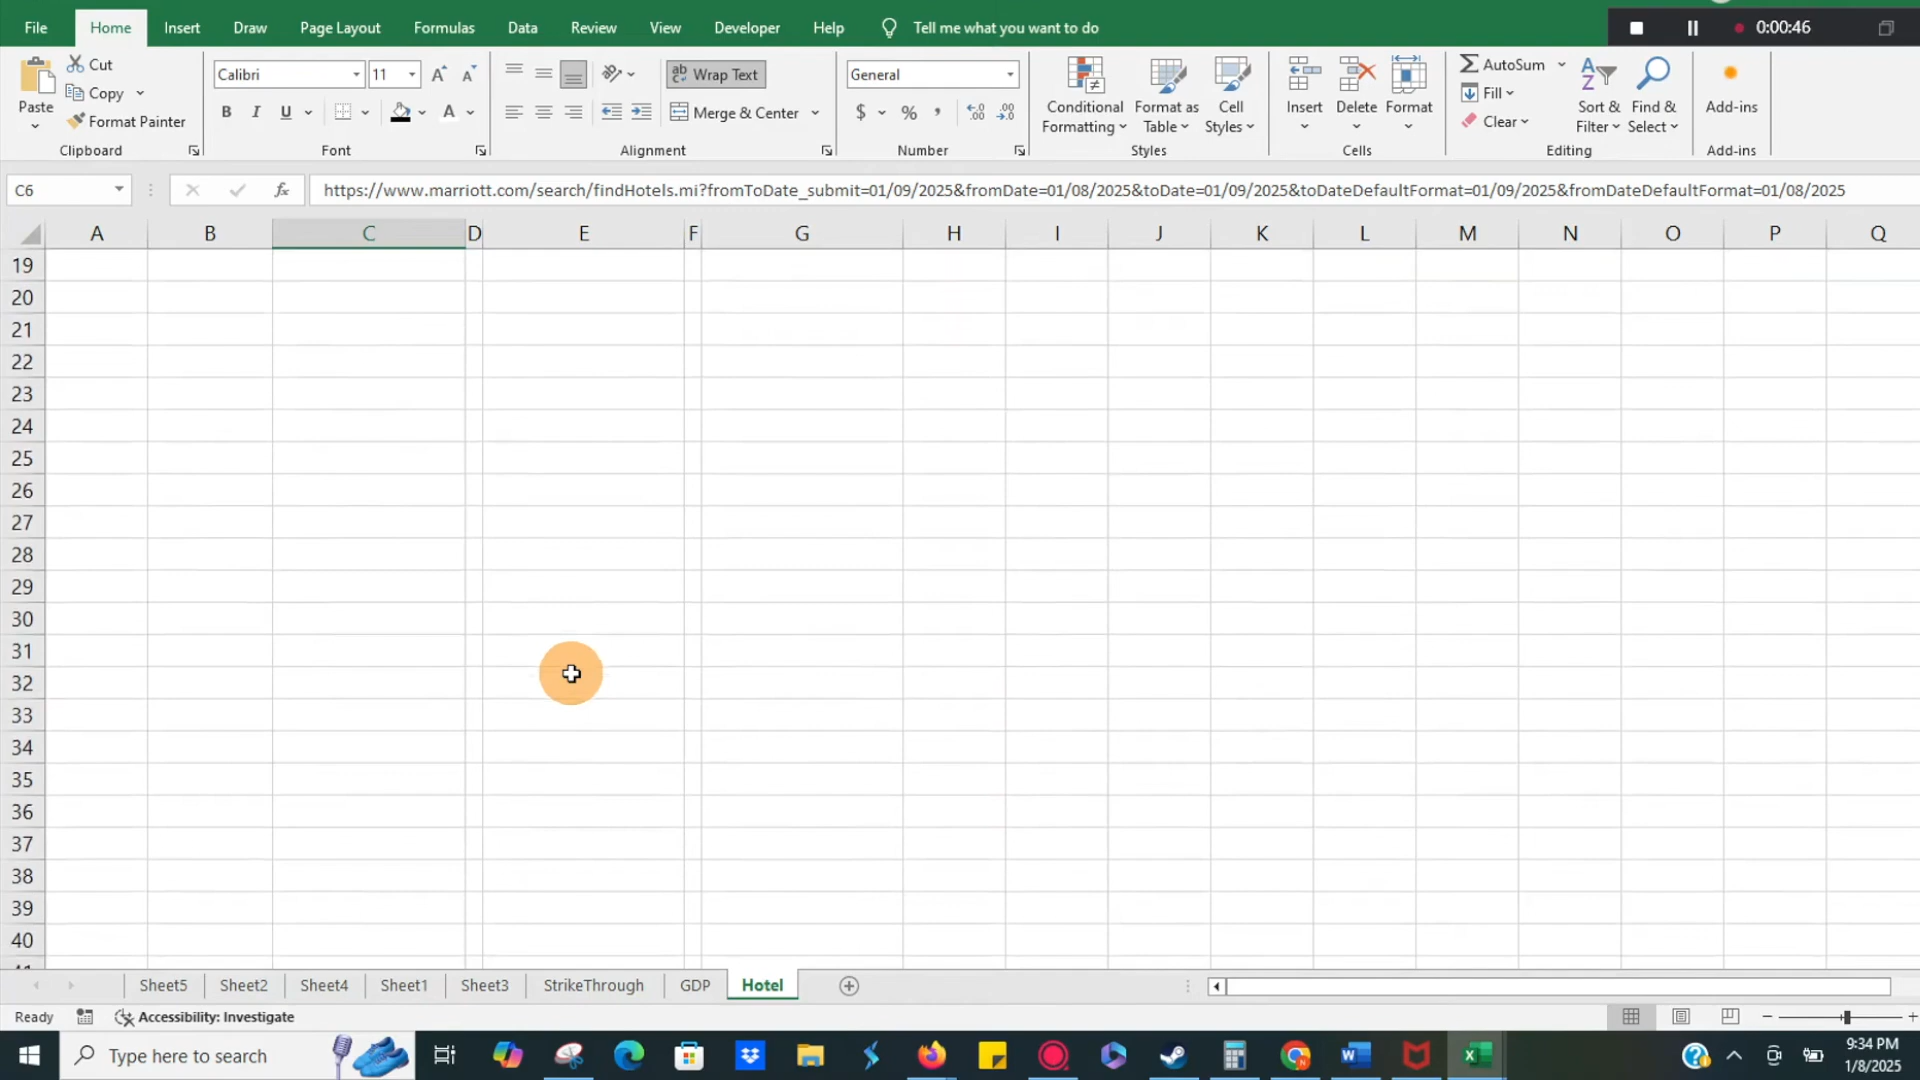 File Home Insert Draw Page Layout Formulas Data Review View Developer Help Tell me what you want to do 0:00:46
Cut
Copy
Format Painter
Paste
Clipboard
Calibri 11
B I U
Font
Wrap Text
Merge & Center
Alignment
General
$ %
Number
Conditional Formatting
Format as Table
Cell Styles
Styles
Insert Delete Format
Cells
AutoSum
Fill
Clear
Sort & Filter
Find & Select
Editing
Add-ins
Add-ins
C6 fx https://www.marriott.com/search/findHotels.mi?fromToDate_submit=01/09/2025&fromDate=01/08/2025&toDate=01/09/2025&toDateDefaultFormat=01/09/2025&fromDateDefaultFormat=01/08/2025
A B C D E F G H I J K L M N O P Q
19
20
21
22
23
24
25
26
27
28
29
30
31
32
33
34
35
36
37
38
39
40
Sheet5 Sheet2 Sheet4 Sheet1 Sheet3 StrikeThrough GDP Hotel
Ready Accessibility: Investigate
Type here to search
9:34 PM
1/8/2025